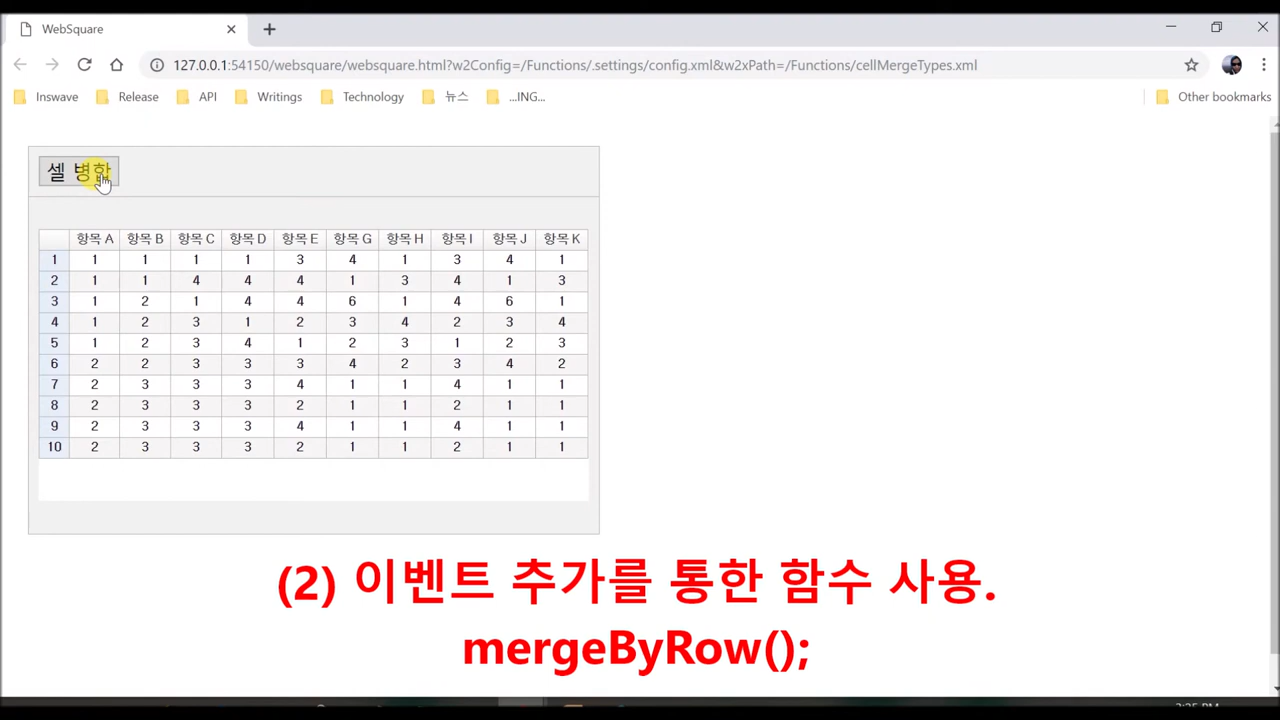 WebSquare
127.0.0.1:54150/websquare/websquare.html?w2Config=/Functions/.settings/config.xml&w2xPath=/Functions/cellMergeTypes.xml
Inswave Release API Writings Technology 뉴스 ...ING... Other bookmarks
셀 병합
항목 A 항목 B 항목 C 항목 D 항목 E 항목 G 항목 H 항목 I 항목 J 항목 K
1 1 1 1 1 3 4 1 3 4 1
2 1 1 4 4 4 1 3 4 1 3
3 1 2 1 4 4 6 1 4 6 1
4 1 2 3 1 2 3 4 2 3 4
5 1 2 3 4 1 2 3 1 2 3
6 2 2 3 3 3 4 2 3 4 2
7 2 3 3 3 4 1 1 4 1 1
8 2 3 3 3 2 1 1 2 1 1
9 2 3 3 3 4 1 1 4 1 1
10 2 3 3 3 2 1 1 2 1 1
(2) 이벤트 추가를 통한 함수 사용.
mergeByRow();